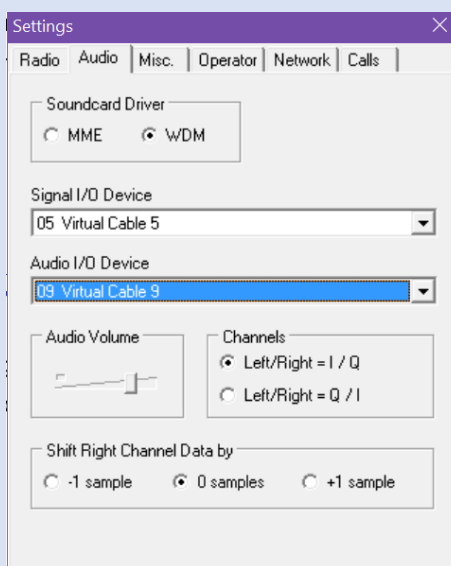 Settings
Radio Audio Misc. Operator Network Calls
Soundcard Driver
MME WDM
Signal I/O Device
05 Virtual Cable 5
Audio I/O Device
09 Virtual Cable 9
Audio Volume Channels
Left/Right = I / Q
Left/Right = Q / I
Shift Right Channel Data by
-1 sample 0 samples +1 sample